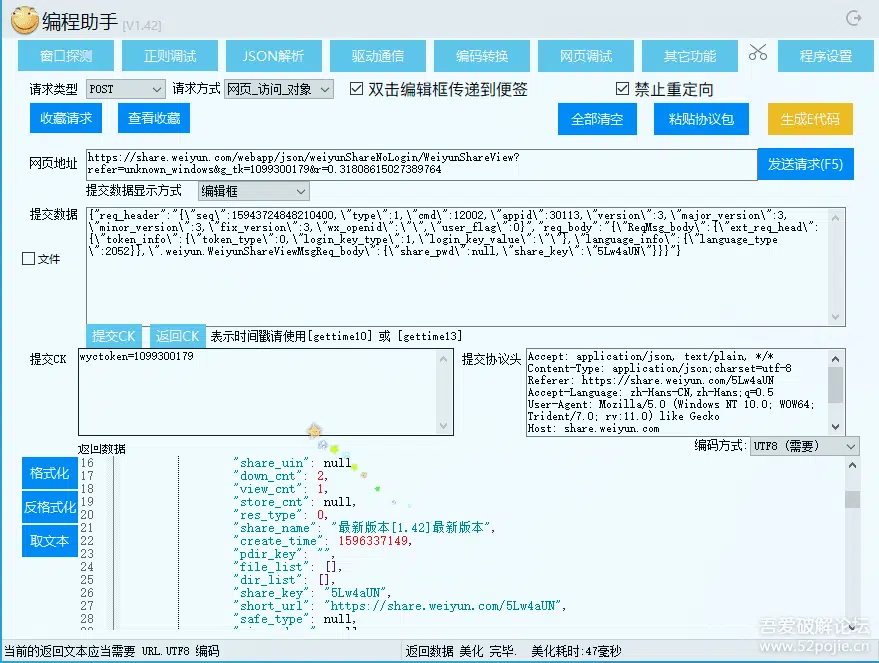 编程助手 [V1.42]
窗口探测 正则调试 JSON解析 驱动通信 编码转换 网页调试 其它功能 程序设置
请求类型 POST 请求方式 网页_访问_对象 双击编辑框传递到便签 禁止重定向
收藏请求 查看收藏 全部清空 粘贴协议包 生成E代码
网页地址 https://share.weiyun.com/webapp/json/weiyunShareNoLogin/WeiyunShareView?
refer=unknown_windows&g_tk=1099300179&r=0.31808615027389764
发送请求(F5)
提交数据显示方式 编辑框
提交数据 {"req_header":"{\"seq\":15943724848210400,\"type\":1,\"cmd\":12002,\"appid\":30113,\"version\":3,\"major_version\":3,
\"minor_version\":3,\"fix_version\":3,\"wx_openid\":\"\",\"user_flag\":0}","req_body":"{\"ReqMsg_body\":{\"ext_req_head\":
{\"token_info\":{\"token_type\":0,\"login_key_type\":1,\"login_key_value\":\"\"},\"language_info\":{\"language_type
\":2052}},\".weiyun.WeiyunShareViewMsgReq_body\":{\"share_pwd\":null,\"share_key\":\"5Lw4aUN\"}}}"}
文件
提交CK 返回CK 表示时间戳请使用[gettime10] 或 [gettime13]
提交CK wyctoken=1099300179
提交协议头 Accept: application/json, text/plain, */*
Content-Type: application/json;charset=utf-8
Referer: https://share.weiyun.com/5Lw4aUN
Accept-Language: zh-Hans-CN,zh-Hans;q=0.5
User-Agent: Mozilla/5.0 (Windows NT 10.0; WOW64;
Trident/7.0; rv:11.0) like Gecko
Host: share.weiyun.com
返回数据 编码方式: UTF8 (需要)
格式化
反格式化
取文本
16 "share_uin": null,
17 "down_cnt": 2,
18 "view_cnt": 1,
19 "store_cnt": null,
20 "res_type": 0,
21 "share_name": "最新版本[1.42]最新版本",
22 "create_time": 1596337149,
23 "pdir_key": "",
24 "file_list": [],
25 "dir_list": [],
26 "share_key": "5Lw4aUN",
27 "short_url": "https://share.weiyun.com/5Lw4aUN",
28 "safe_type": null,
吾爱破解论坛
www.52pojie.cn
当前的返回文本应当需要 URL.UTF8 编码 返回数据 美化 完毕. 美化耗时:47毫秒